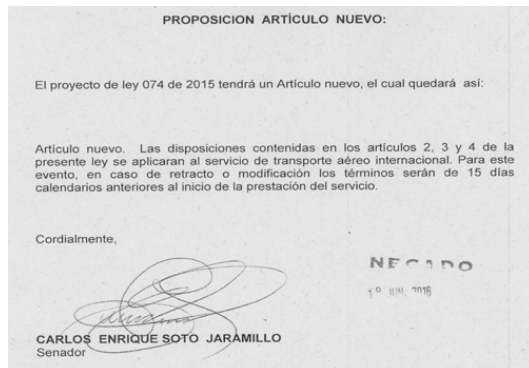 PROPOSICION ARTÍCULO NUEVO:
El proyecto de ley 074 de 2015 tendrá un Artículo nuevo, el cual quedará así:
Artículo nuevo. Las disposiciones contenidas en los artículos 2, 3 y 4 de la
presente ley se aplicaran al servicio de transporte aéreo internacional. Para este
evento, en caso de retracto o modificación los términos serán de 15 días
calendarios anteriores al inicio de la prestación del servicio.
Cordialmente,
NEGADO
JUN. 2016
CARLOS ENRIQUE SOTO JARAMILLO
Senador